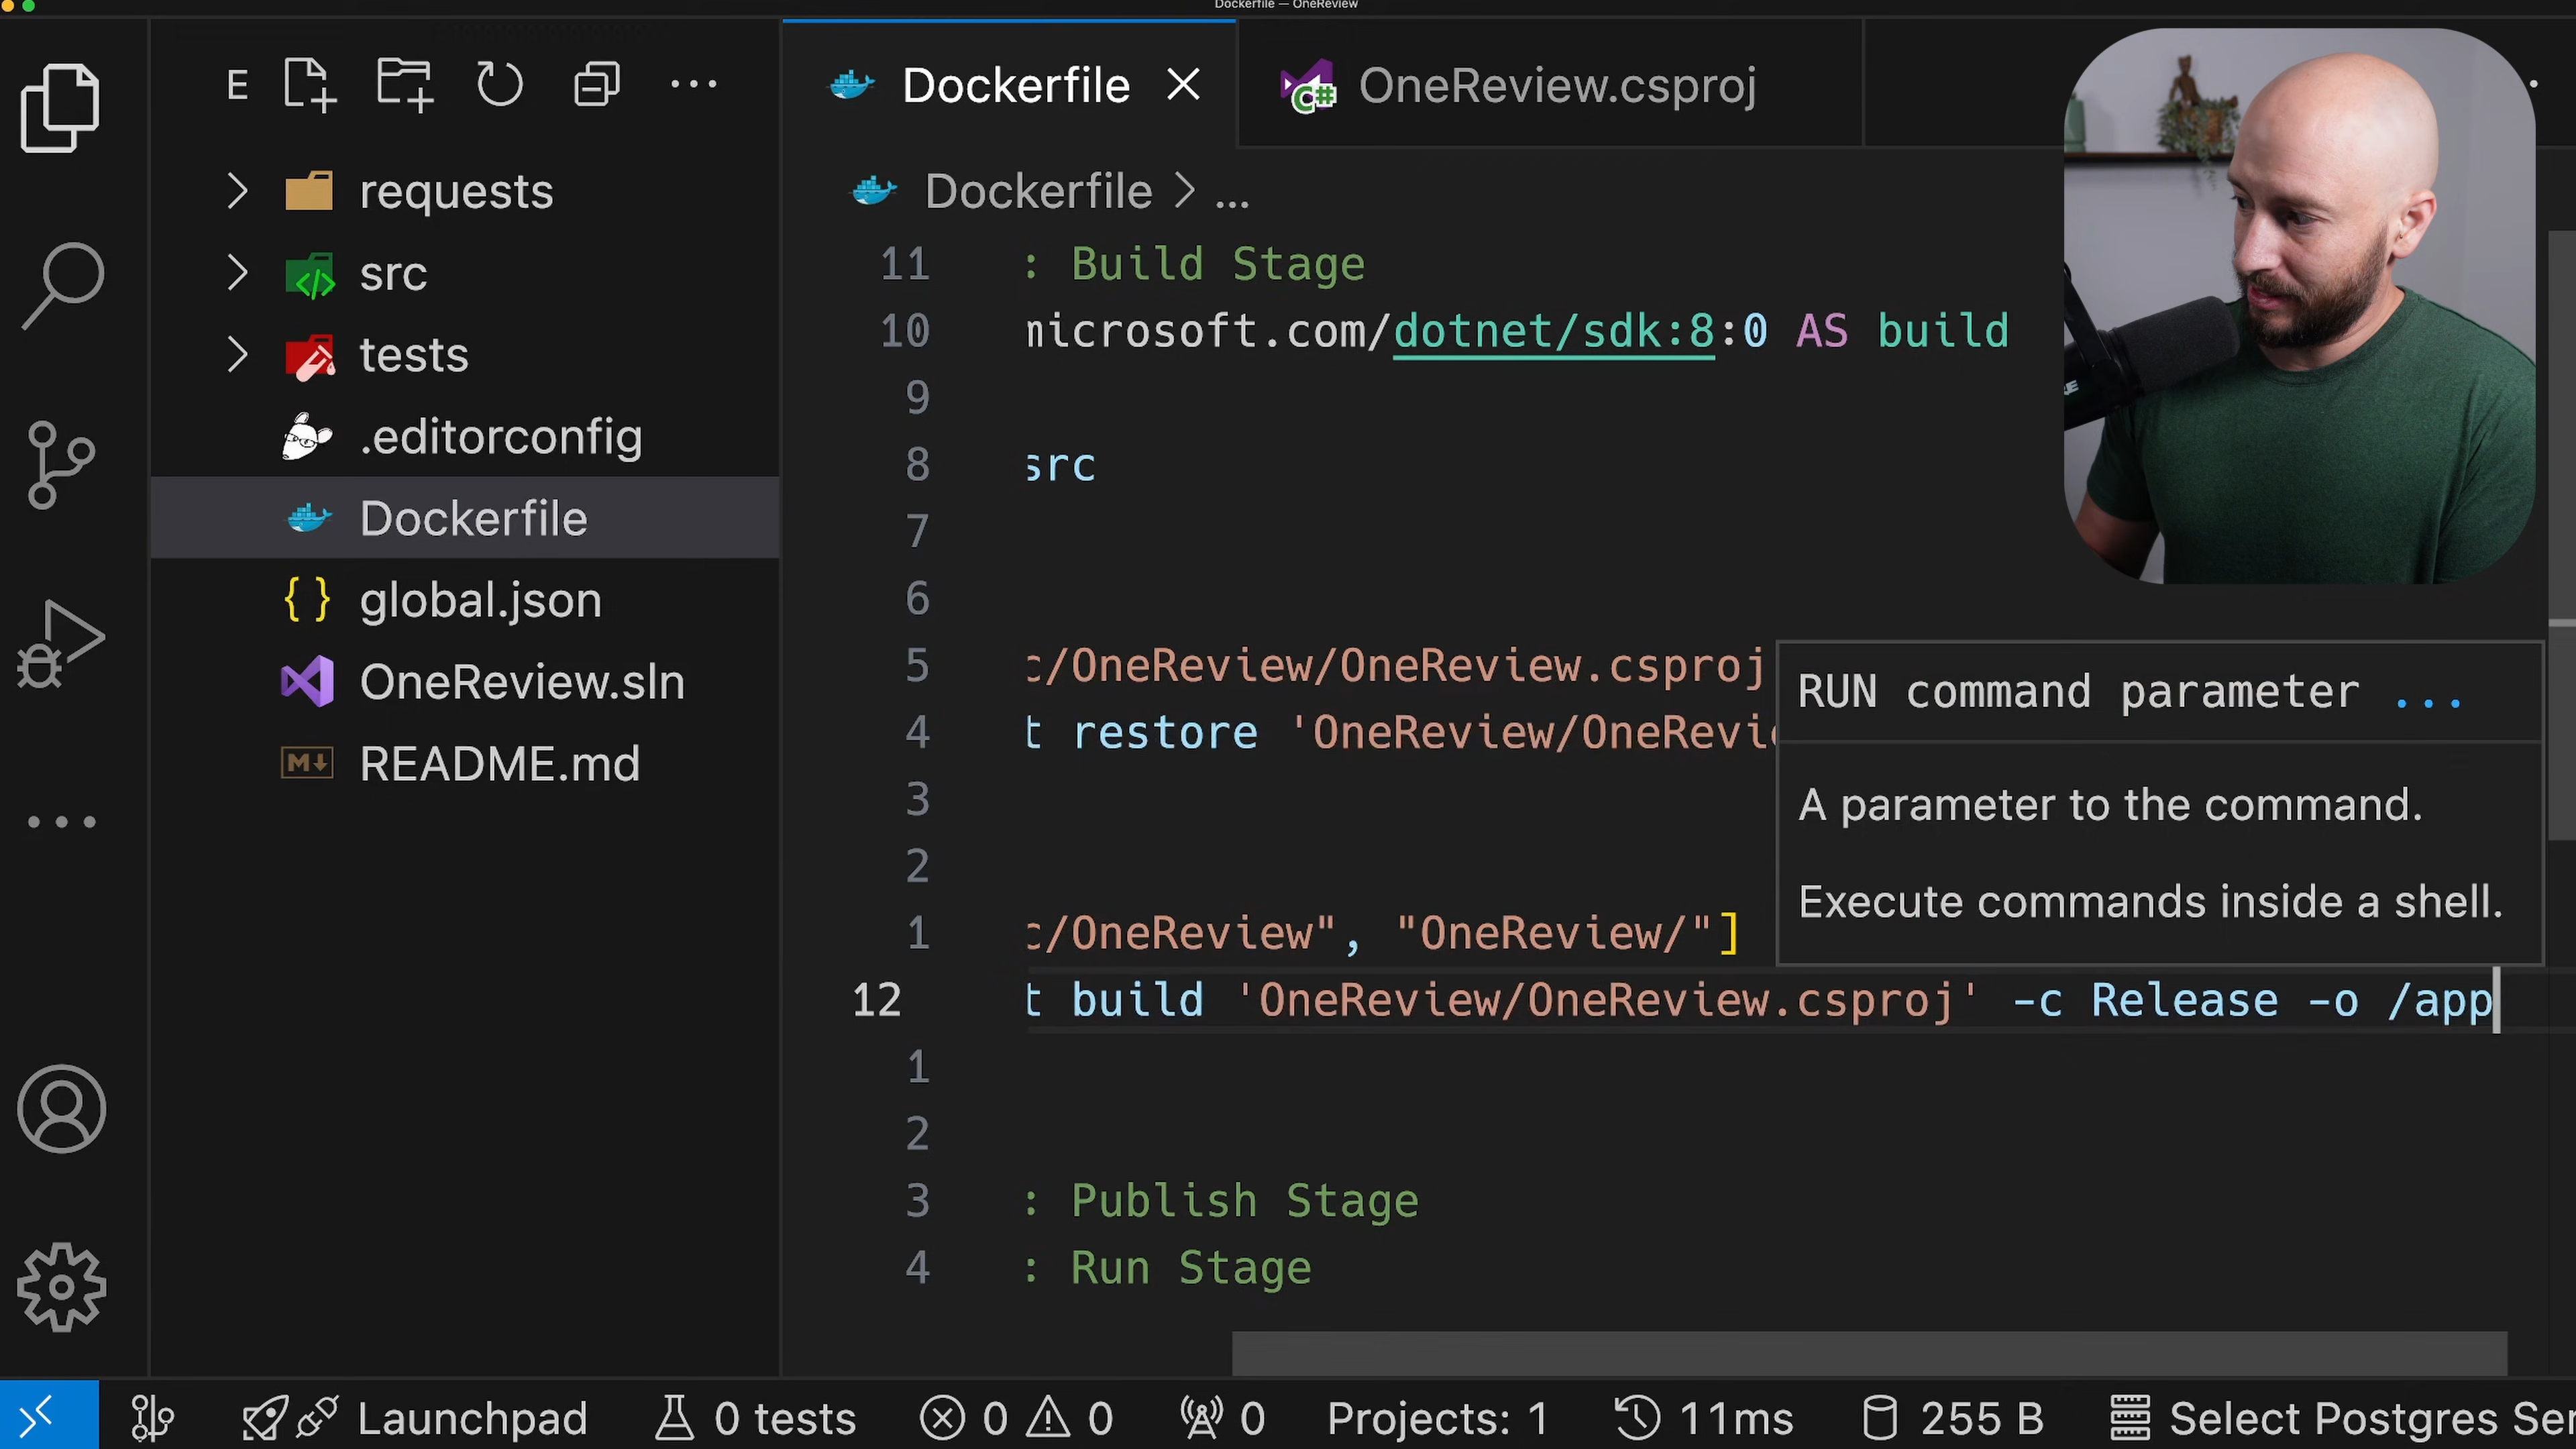 Dockerfile — OneReview
E
Dockerfile
OneReview.csproj
requests
src
tests
.editorconfig
Dockerfile
global.json
OneReview.sln
README.md
Dockerfile > ...
11 : Build Stage
10 microsoft.com/dotnet/sdk:8:0 AS build
9
8 src
7
6
5 c/OneReview/OneReview.csproj
4 t restore 'OneReview/OneRevie
3
2
1 c/OneReview", "OneReview/"]
12 t build 'OneReview/OneReview.csproj' -c Release -o /app
1
2
3 : Publish Stage
4 : Run Stage
RUN command parameter ...
A parameter to the command.
Execute commands inside a shell.
Launchpad
0 tests
0
0
0
Projects: 1
11ms
255 B
Select Postgres Ser